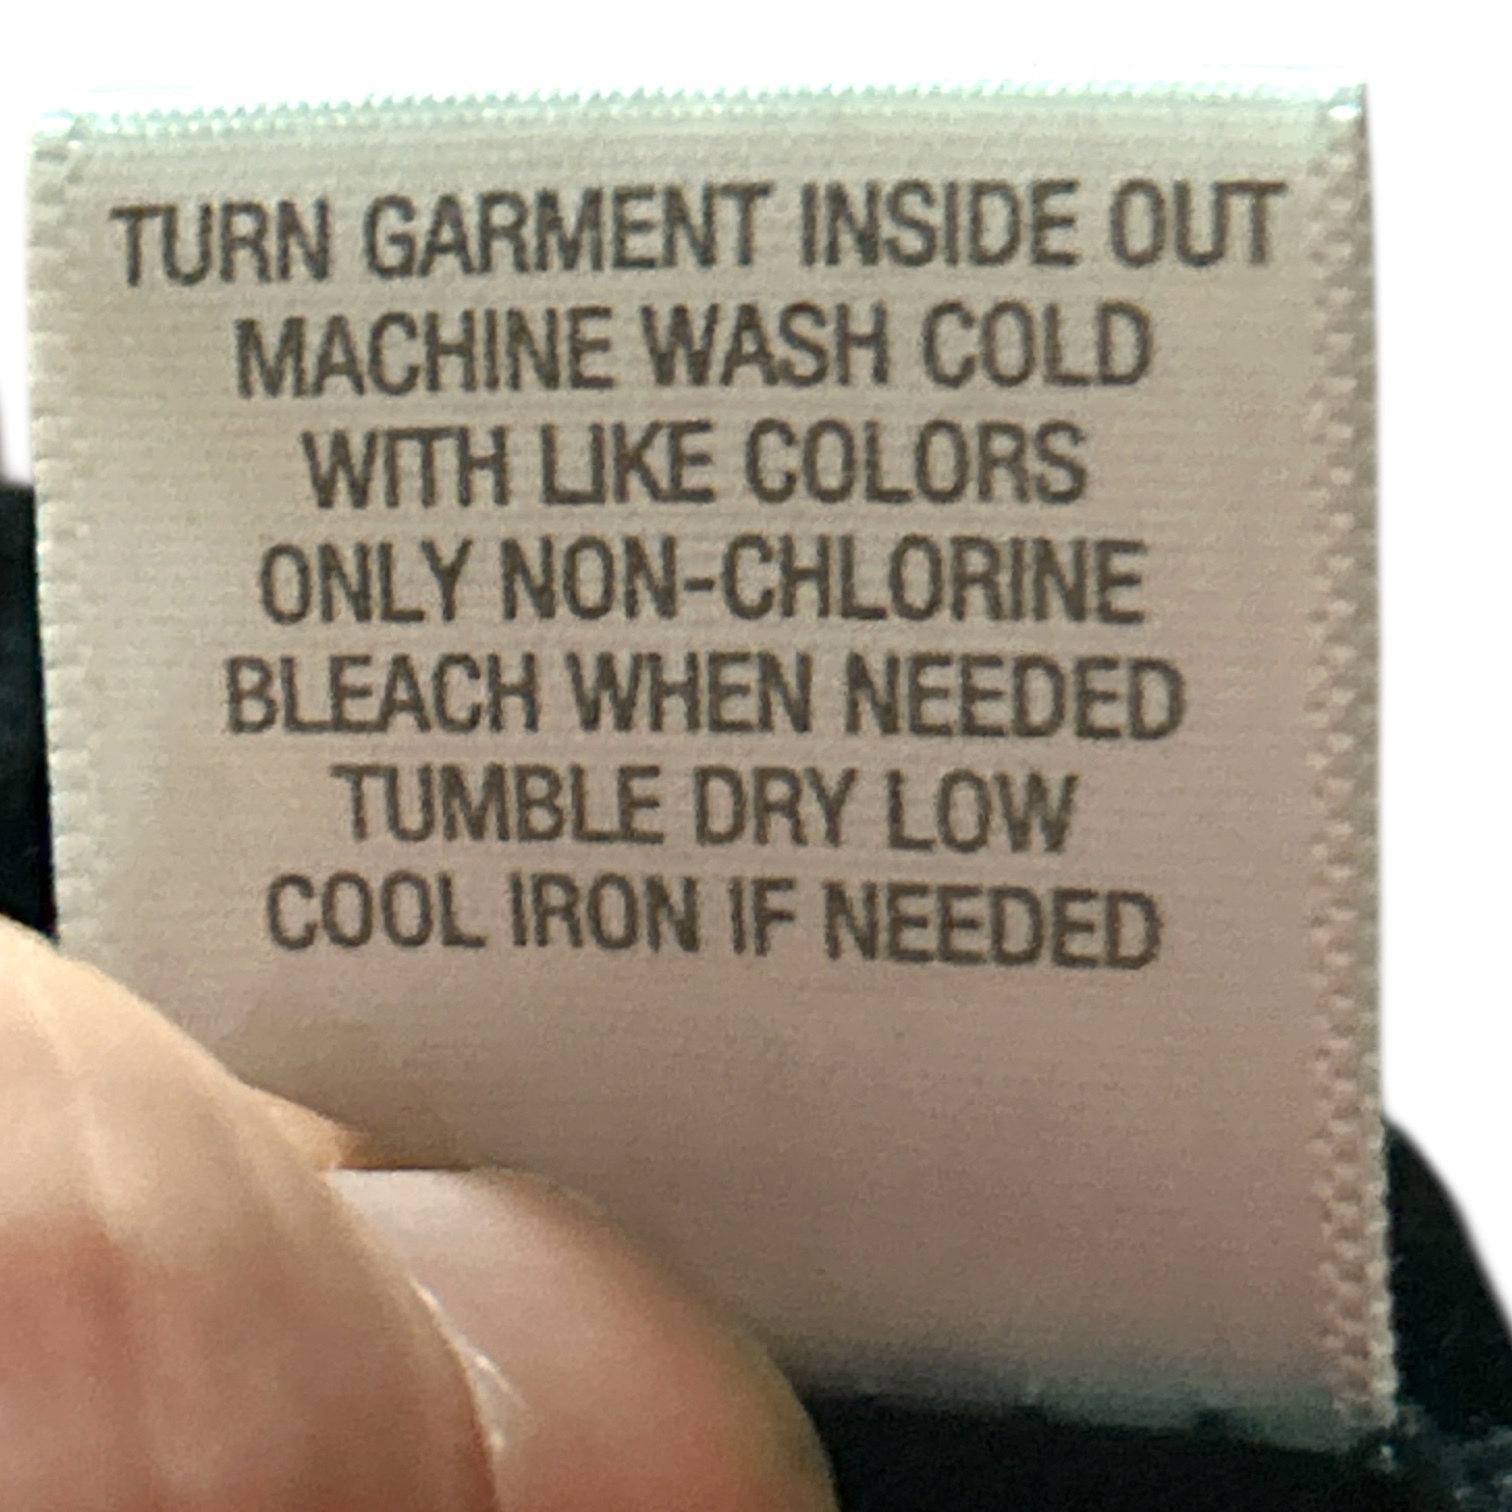 TURN GARMENT INSIDE OUT
MACHINE WASH COLD
WITH LIKE COLORS
ONLY NON-CHLORINE
BLEACH WHEN NEEDED
TUMBLE DRY LOW
COOL IRON IF NEEDED